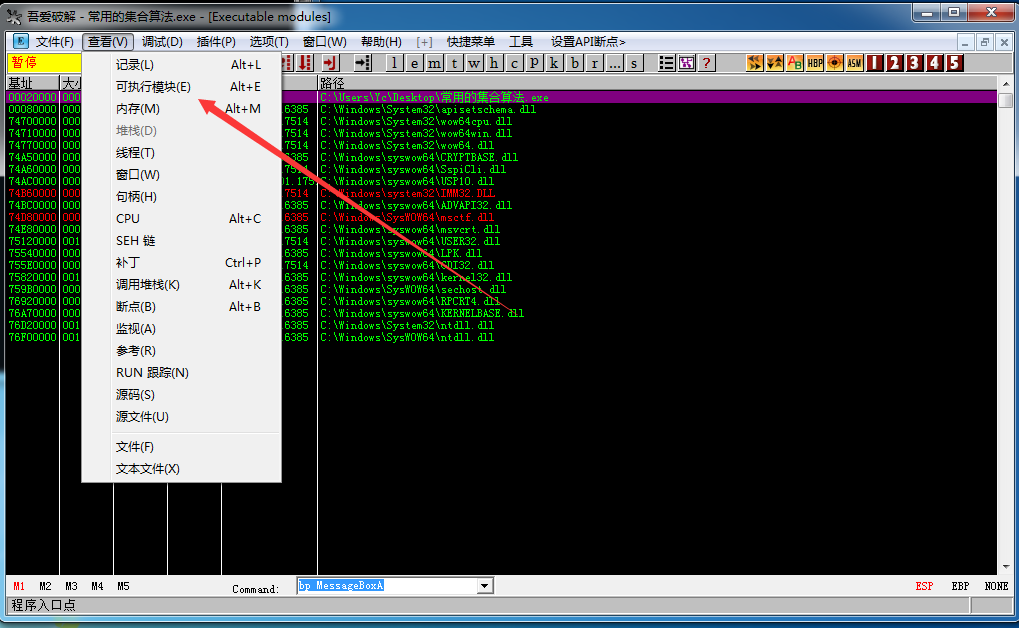 吾爱破解 - 常用的集合算法.exe - [Executable modules]
文件(F) 查看(V) 调试(D) 插件(P) 选项(T) 窗口(W) 帮助(H) [+] 快捷菜单 工具 设置API断点>
暂停 l e m t w h c P k b r ... s ? HBP ASM 1 2 3 4 5
基址 大小 路径
记录(L) Alt+L
可执行模块(E) Alt+E
内存(M) Alt+M
堆栈(D)
线程(T)
窗口(W)
句柄(H)
CPU Alt+C
SEH 链
补丁 Ctrl+P
调用堆栈(K) Alt+K
断点(B) Alt+B
监视(A)
参考(R)
RUN 跟踪(N)
源码(S)
源文件(U)
文件(F)
文本文件(X)
00020000 000 C:\Users\Yc\Desktop\常用的集合算法.exe
00080000 000 6385 C:\Windows\System32\apisetschema.dll
74700000 000 7514 C:\Windows\System32\wow64cpu.dll
74710000 000 7514 C:\Windows\System32\wow64win.dll
74770000 000 7514 C:\Windows\System32\wow64.dll
74A50000 000 6385 C:\Windows\syswow64\CRYPTBASE.dll
74A60000 000 7514 C:\Windows\syswow64\SspiCli.dll
74AC0000 000 01.175 C:\Windows\syswow64\USP10.dll
74B80000 000 7514 C:\Windows\system32\IMM32.DLL
74BC0000 000 6385 C:\Windows\syswow64\ADVAPI32.dll
74D80000 000 6385 C:\Windows\SysWOW64\msctf.dll
74E80000 000 6385 C:\Windows\syswow64\msvcrt.dll
75120000 001 7514 C:\Windows\syswow64\USER32.dll
75540000 000 6385 C:\Windows\syswow64\LPK.dll
755E0000 000 7514 C:\Windows\syswow64\GDI32.dll
75820000 001 6385 C:\Windows\syswow64\kernel32.dll
759B0000 000 6385 C:\Windows\SysWOW64\sechost.dll
76920000 000 6385 C:\Windows\syswow64\RPCRT4.dll
76A70000 000 6385 C:\Windows\syswow64\KERNELBASE.dll
76D20000 001 6385 C:\Windows\System32\ntdll.dll
76F00000 001 6385 C:\Windows\SysWOW64\ntdll.dll
M1 M2 M3 M4 M5 Command: bp MessageBoxA ESP EBP NONE
程序入口点